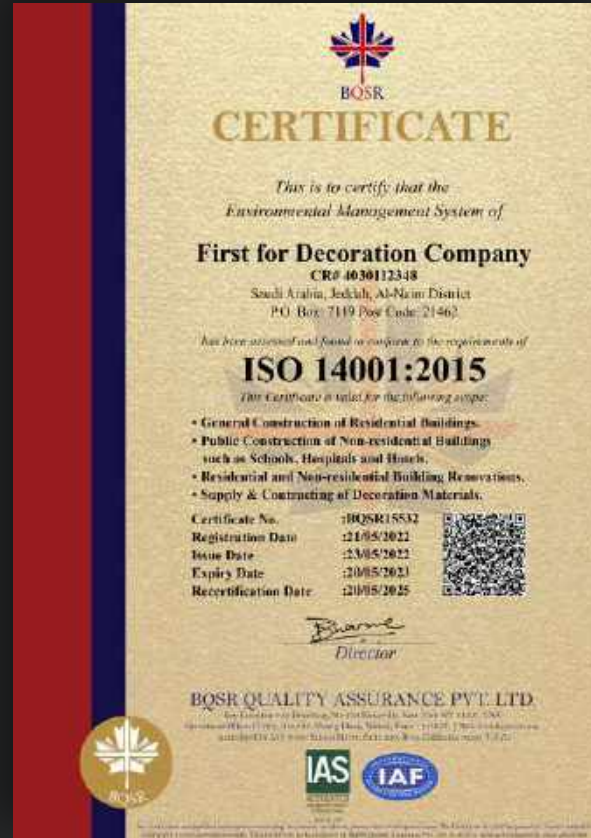 BQSR
CERTIFICATE
This is to certify that the
Environmental Management System of
First for Decoration Company
CR# 4030112348
Saudi Arabia, Jeddah, Al-Naim District
P.O. Box: 7119 Post Code: 21462
has been assessed and found to conform to the requirements of
ISO 14001:2015
This Certificate is valid for the following scope:
• General Construction of Residential Buildings.
• Public Construction of Non-residential Buildings
such as Schools, Hospitals and Hotels.
• Residential and Non-residential Building Renovations.
• Supply & Contracting of Decoration Materials.
Certificate No. :BQSR15532
Registration Date :21/05/2022
Issue Date :23/05/2022
Expiry Date :20/05/2023
Recertification Date :20/05/2025
Director
BQSR QUALITY ASSURANCE PVT. LTD.
IAS
IAF
BQSR